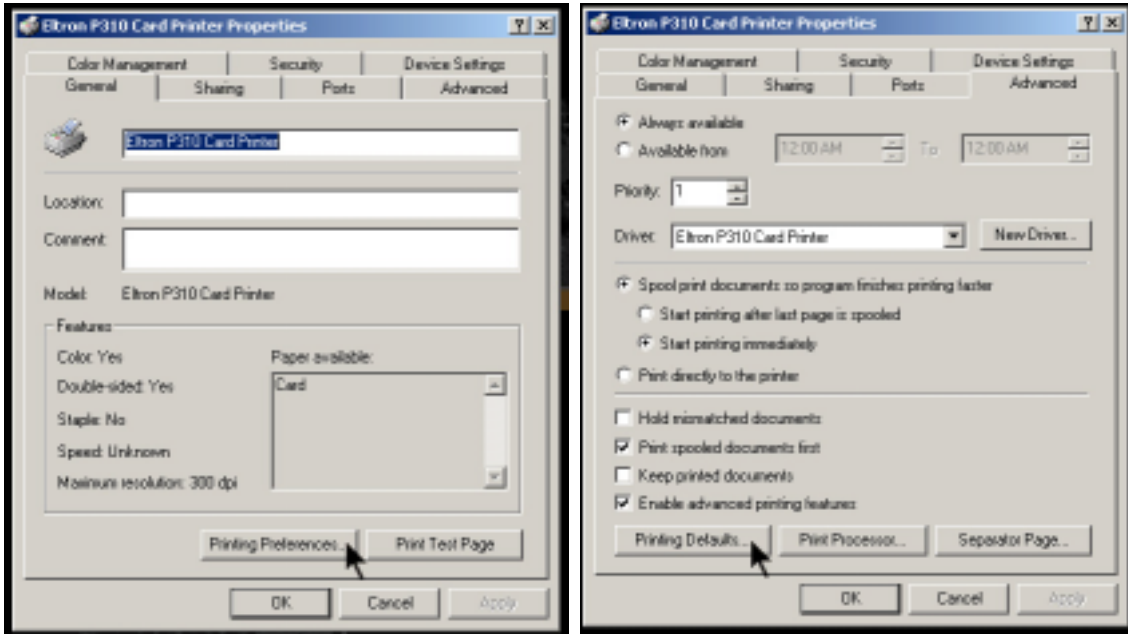 Eltron P310 Card Printer Properties
Color Management Security Device Settings
General Sharing Ports Advanced
Eltron P310 Card Printer
Location:
Comment:
Model: Eltron P310 Card Printer
Features
Color: Yes Paper available:
Double-sided: Yes Card
Staple: No
Speed: Unknown
Maximum resolution: 300 dpi
Printing Preferences... Print Test Page
OK Cancel Apply
Eltron P310 Card Printer Properties
Color Management Security Device Settings
General Sharing Ports Advanced
Always available
Available from 12:00 AM To 12:00 AM
Priority: 1
Driver: Eltron P310 Card Printer New Driver...
Spool print documents so program finishes printing faster
Start printing after last page is spooled
Start printing immediately
Print directly to the printer
Hold mismatched documents
Print spooled documents first
Keep printed documents
Enable advanced printing features
Printing Defaults... Print Processor... Separator Page...
OK Cancel Apply